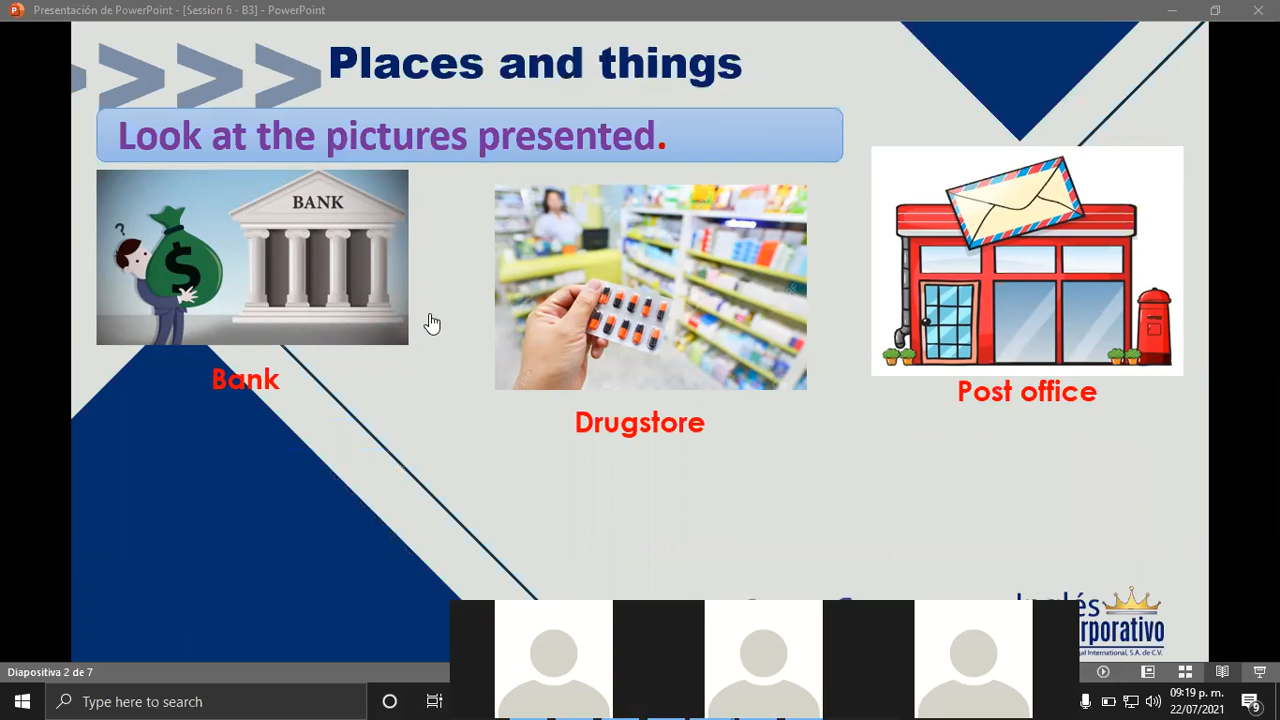 Presentación de PowerPoint - [Session 6 - B3] - PowerPoint
Places and things
Look at the pictures presented.
BANK
?
$
Bank
Drugstore
Post office
Diapositiva 2 de 7
Type here to search
09:19 p. m.
22/07/2021
9